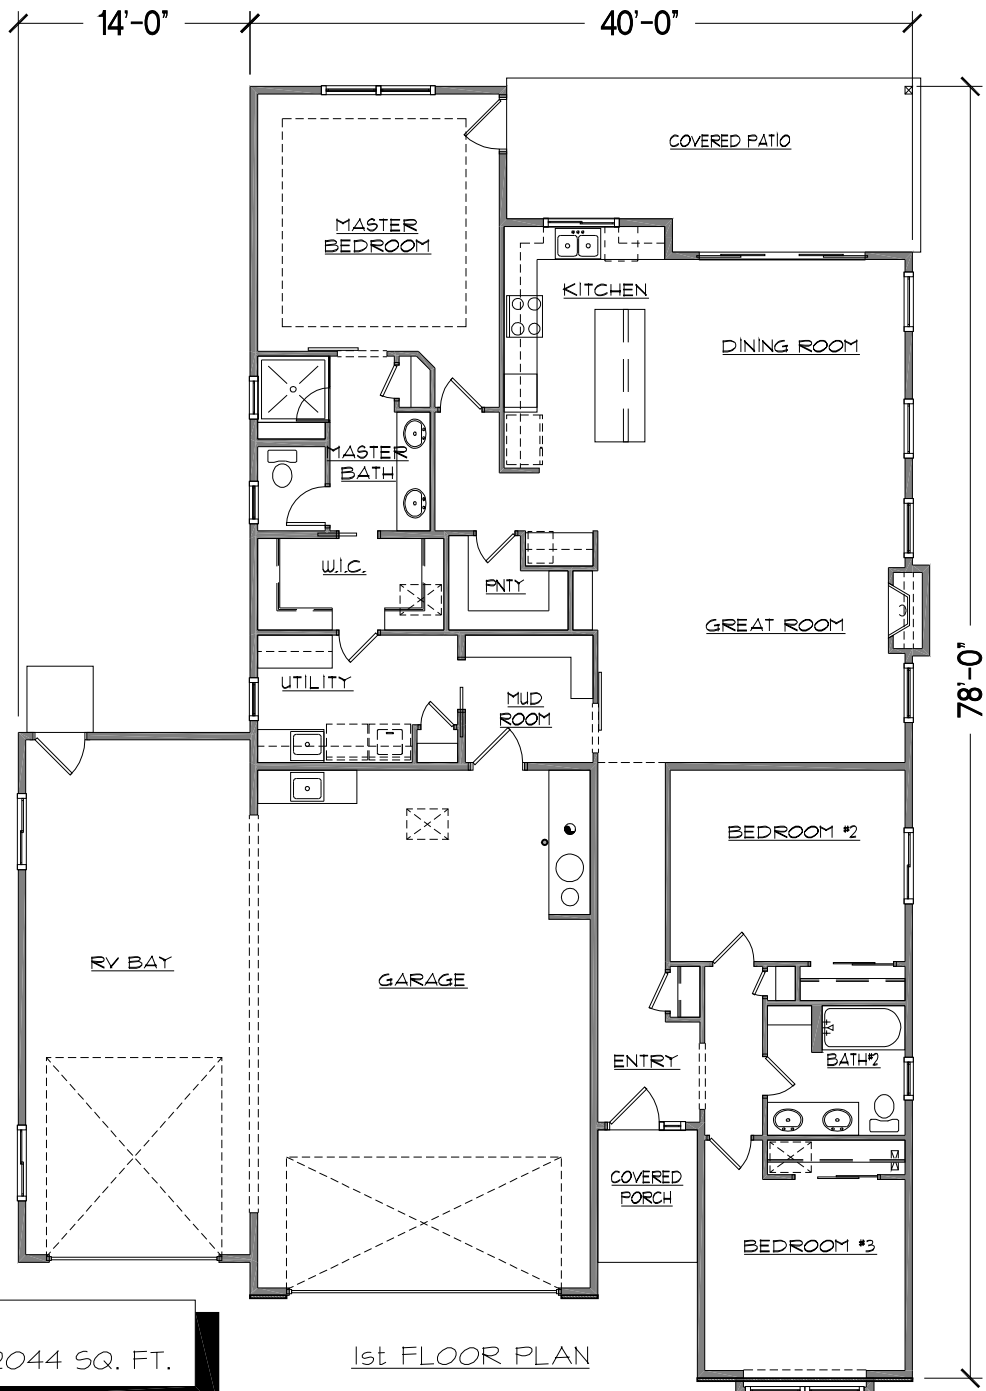 14'-0"
40'-0"
COVERED PATIO
MASTER
BEDROOM
KITCHEN
DINING ROOM
MASTER
BATH
W.I.C.
PNTY
GREAT ROOM
UTILITY
MUD
ROOM
78'-0"
BEDROOM #2
RV BAY
GARAGE
ENTRY
BATH#2
COVERED
PORCH
BEDROOM #3
2044 SQ. FT.
1st FLOOR PLAN